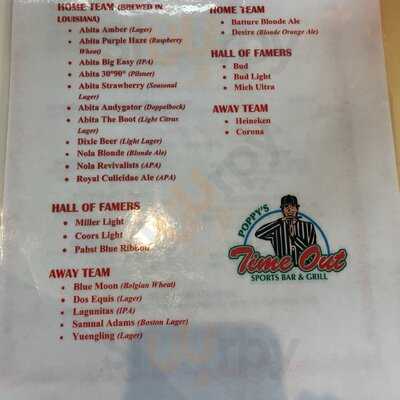 HOME TEAM (BREWED IN
LOUISIANA)
• Abita Amber (Lager)
• Abita Purple Haze (Raspberry
Wheat)
• Abita Big Easy (IPA)
• Abita 30°90° (Pilsner)
• Abita Strawberry (Seasonal
Lager)
• Abita Andygator (Doppelbock)
• Abita The Boot (Light Citrus
Lager)
• Dixie Beer (Light Lager)
• Nola Blonde (Blonde Ale)
• Nola Revivalists (APA)
• Royal Culicidae Ale (APA)
HALL OF FAMERS
• Miller Light
• Coors Light
• Pabst Blue Ribbon
AWAY TEAM
• Blue Moon (Belgian Wheat)
• Dos Equis (Lager)
• Lagunitas (IPA)
• Samual Adams (Boston Lager)
• Yuengling (Lager)
HOME TEAM
• Batture Blonde Ale
• Desire (Blonde Orange Ale)
HALL OF FAMERS
• Bud
• Bud Light
• Mich Ultra
AWAY TEAM
• Heineken
• Corona
POPPY'S
Time Out
SPORTS BAR & GRILL